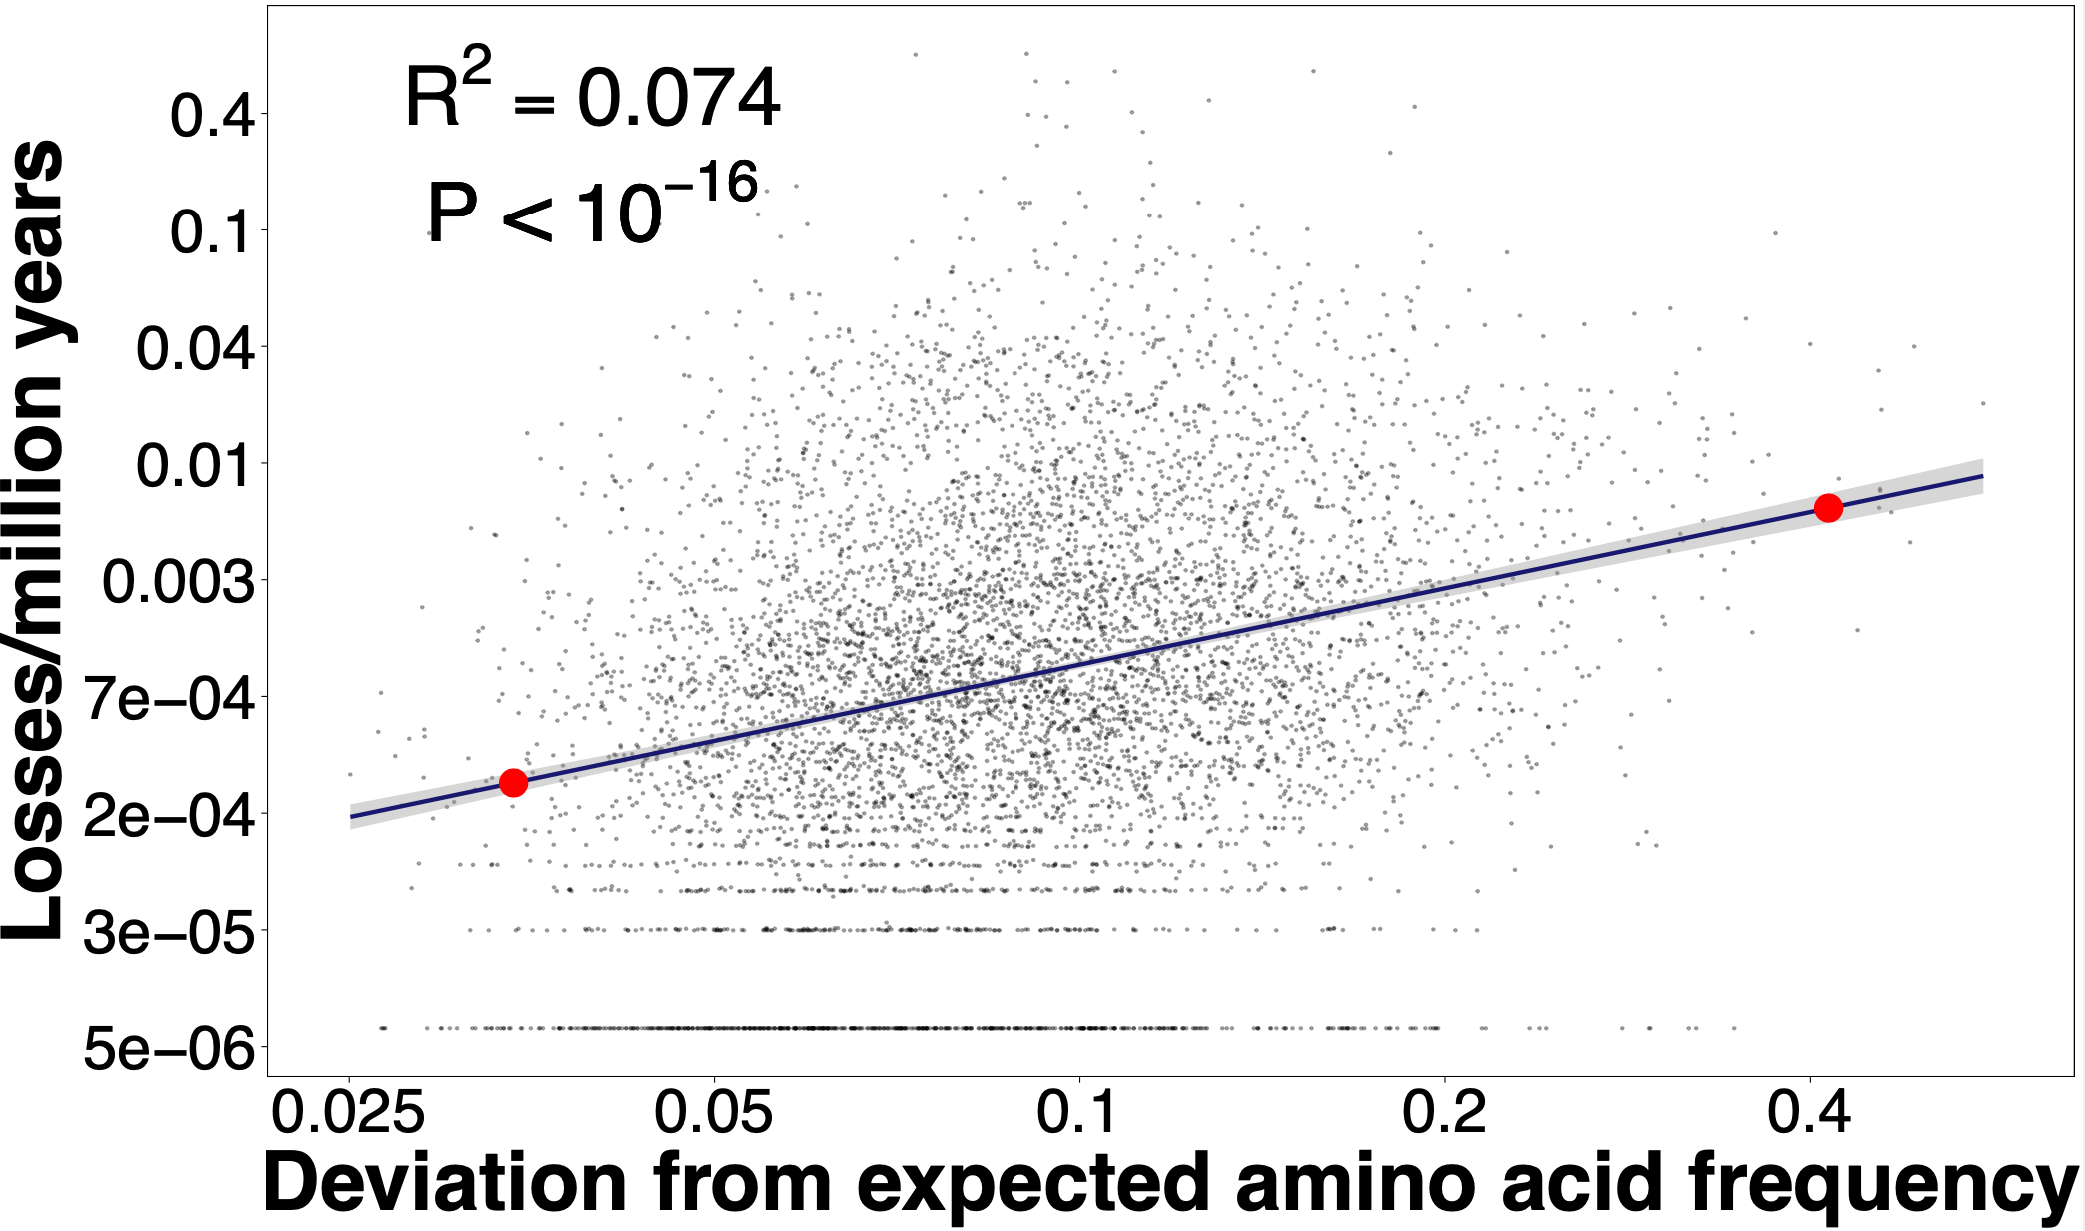 R² = 0.074
P < 10⁻¹⁶
Losses/million years
0.4
0.1
0.04
0.01
0.003
7e−04
2e−04
3e−05
5e−06
0.025 0.05 0.1 0.2 0.4
Deviation from expected amino acid frequency